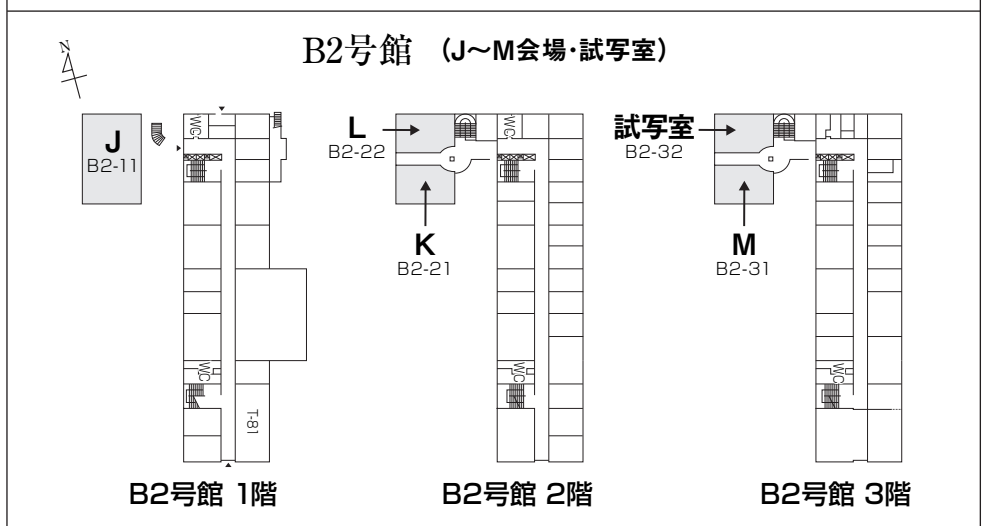 B2号館 (J〜M会場・試写室)
N
J
B2-11
WC
WC
T-81
B2号館 1階
L
B2-22
K
B2-21
WC
WC
B2号館 2階
試写室
B2-32
M
B2-31
WC
B2号館 3階